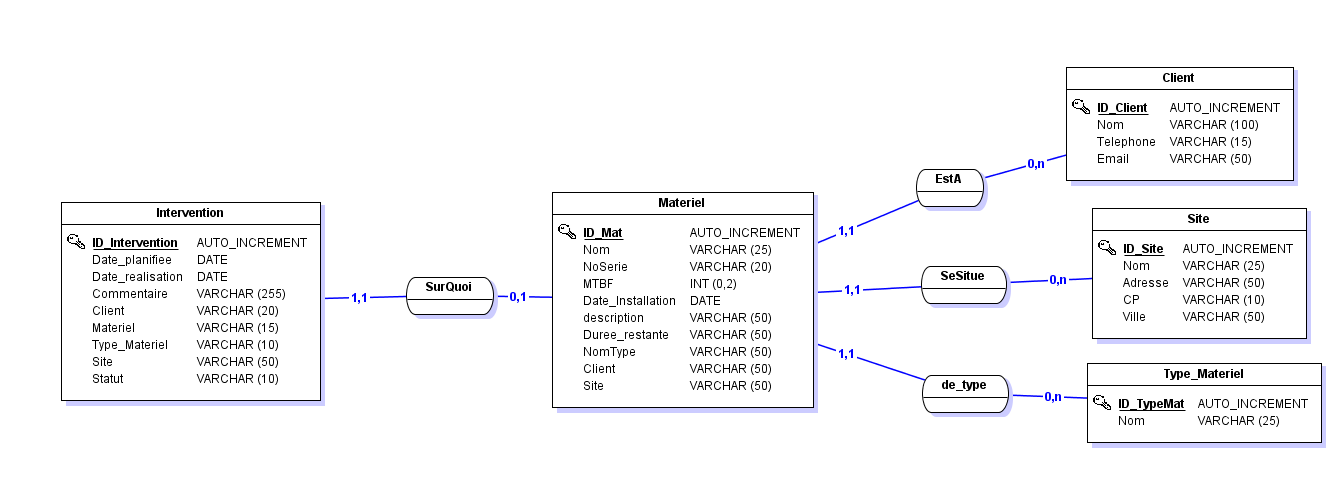 Client
ID_Client AUTO_INCREMENT
Nom VARCHAR (100)
Telephone VARCHAR (15)
Email VARCHAR (50)
0,n
EstA
1,1
Intervention
ID_Intervention AUTO_INCREMENT
Date_planifiee DATE
Date_realisation DATE
Commentaire VARCHAR (255)
Client VARCHAR (20)
Materiel VARCHAR (15)
Type_Materiel VARCHAR (10)
Site VARCHAR (50)
Statut VARCHAR (10)
1,1
SurQuoi
0,1
Materiel
ID_Mat AUTO_INCREMENT
Nom VARCHAR (25)
NoSerie VARCHAR (20)
MTBF INT (0,2)
Date_Installation DATE
description VARCHAR (50)
Duree_restante VARCHAR (50)
NomType VARCHAR (50)
Client VARCHAR (50)
Site VARCHAR (50)
1,1
SeSitue
0,n
Site
ID_Site AUTO_INCREMENT
Nom VARCHAR (25)
Adresse VARCHAR (50)
CP VARCHAR (10)
Ville VARCHAR (50)
1,1
de_type
0,n
Type_Materiel
ID_TypeMat AUTO_INCREMENT
Nom VARCHAR (25)